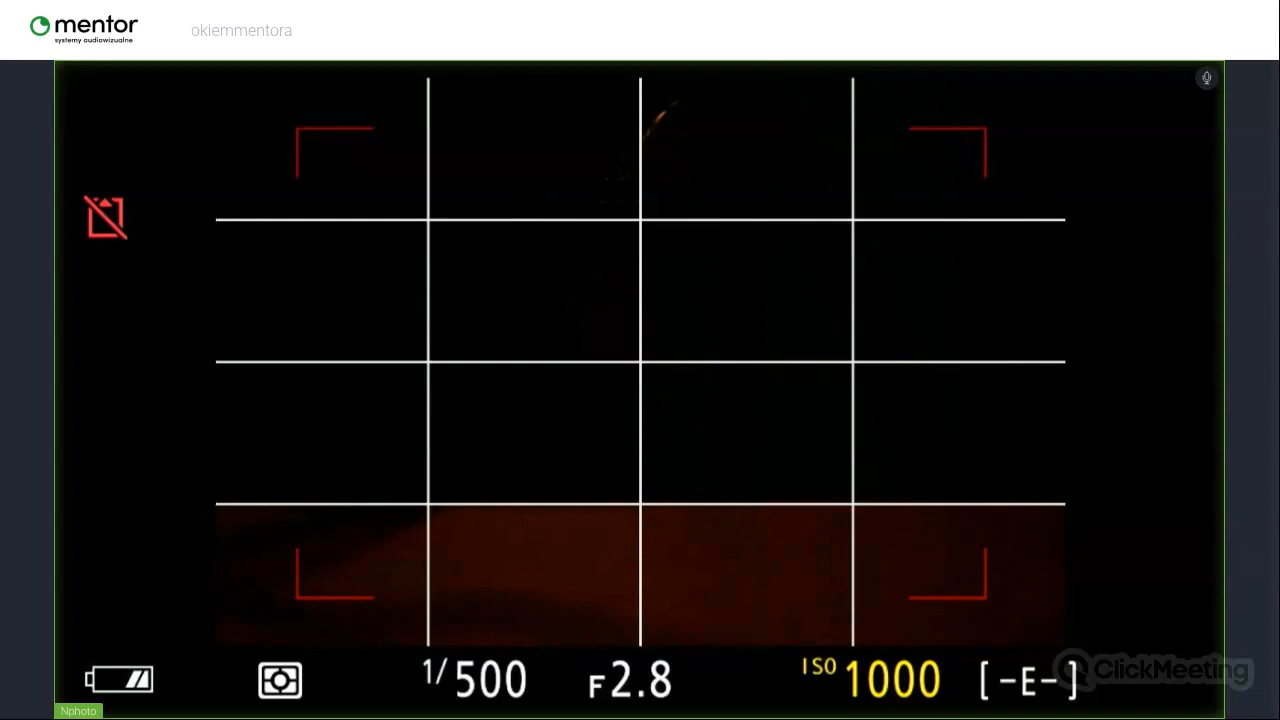 mentor
systemy audiowizualne
okiemmentora
1/500
F2.8
ISO 1000
[-E-]
ClickMeeting
Nphoto